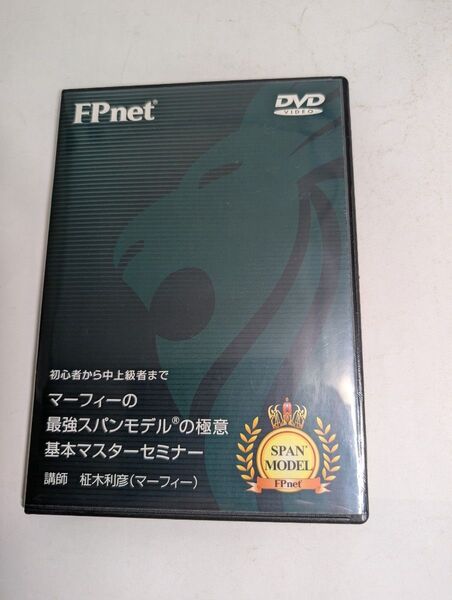 FPnet®
DVD
VIDEO
初心者から中上級者まで
マーフィーの
最強スパンモデル®の極意
基本マスターセミナー
講師 柾木利彦(マーフィー)
SPAN®
MODEL
FPnet®